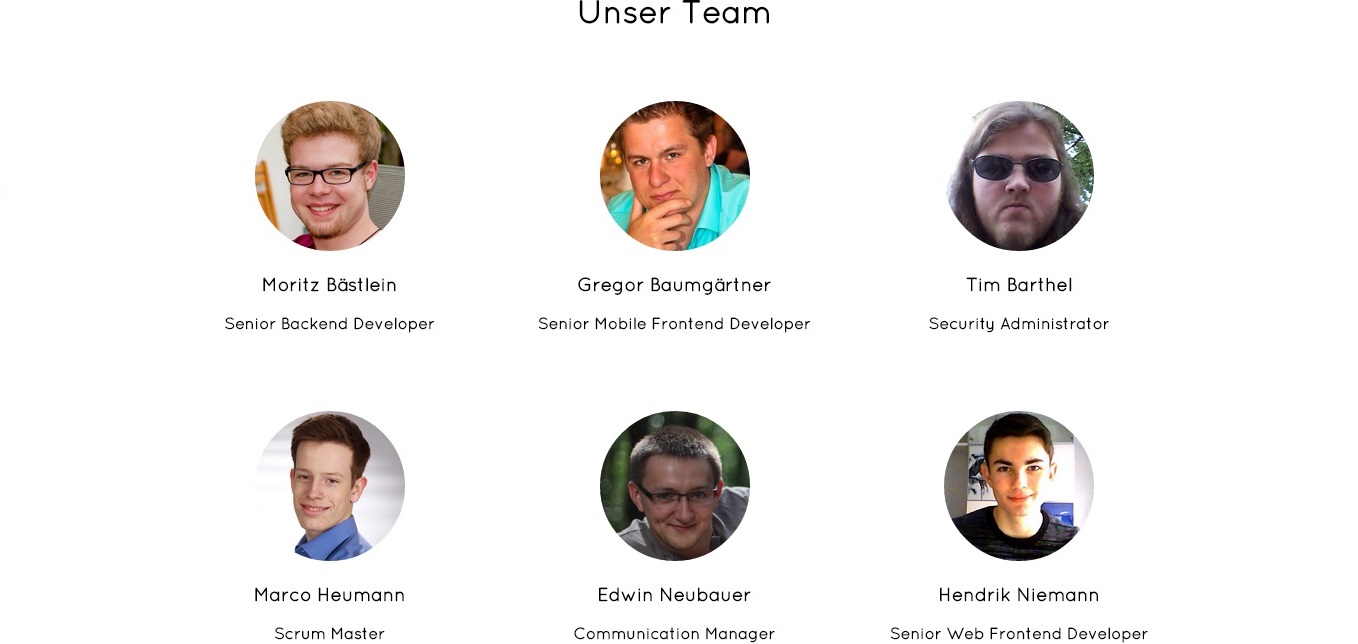 Unser Team
Moritz Bästlein
Gregor Baumgärtner
Tim Barthel
Senior Backend Developer
Senior Mobile Frontend Developer
Security Administrator
Marco Heumann
Edwin Neubauer
Hendrik Niemann
Scrum Master
Communication Manager
Senior Web Frontend Developer